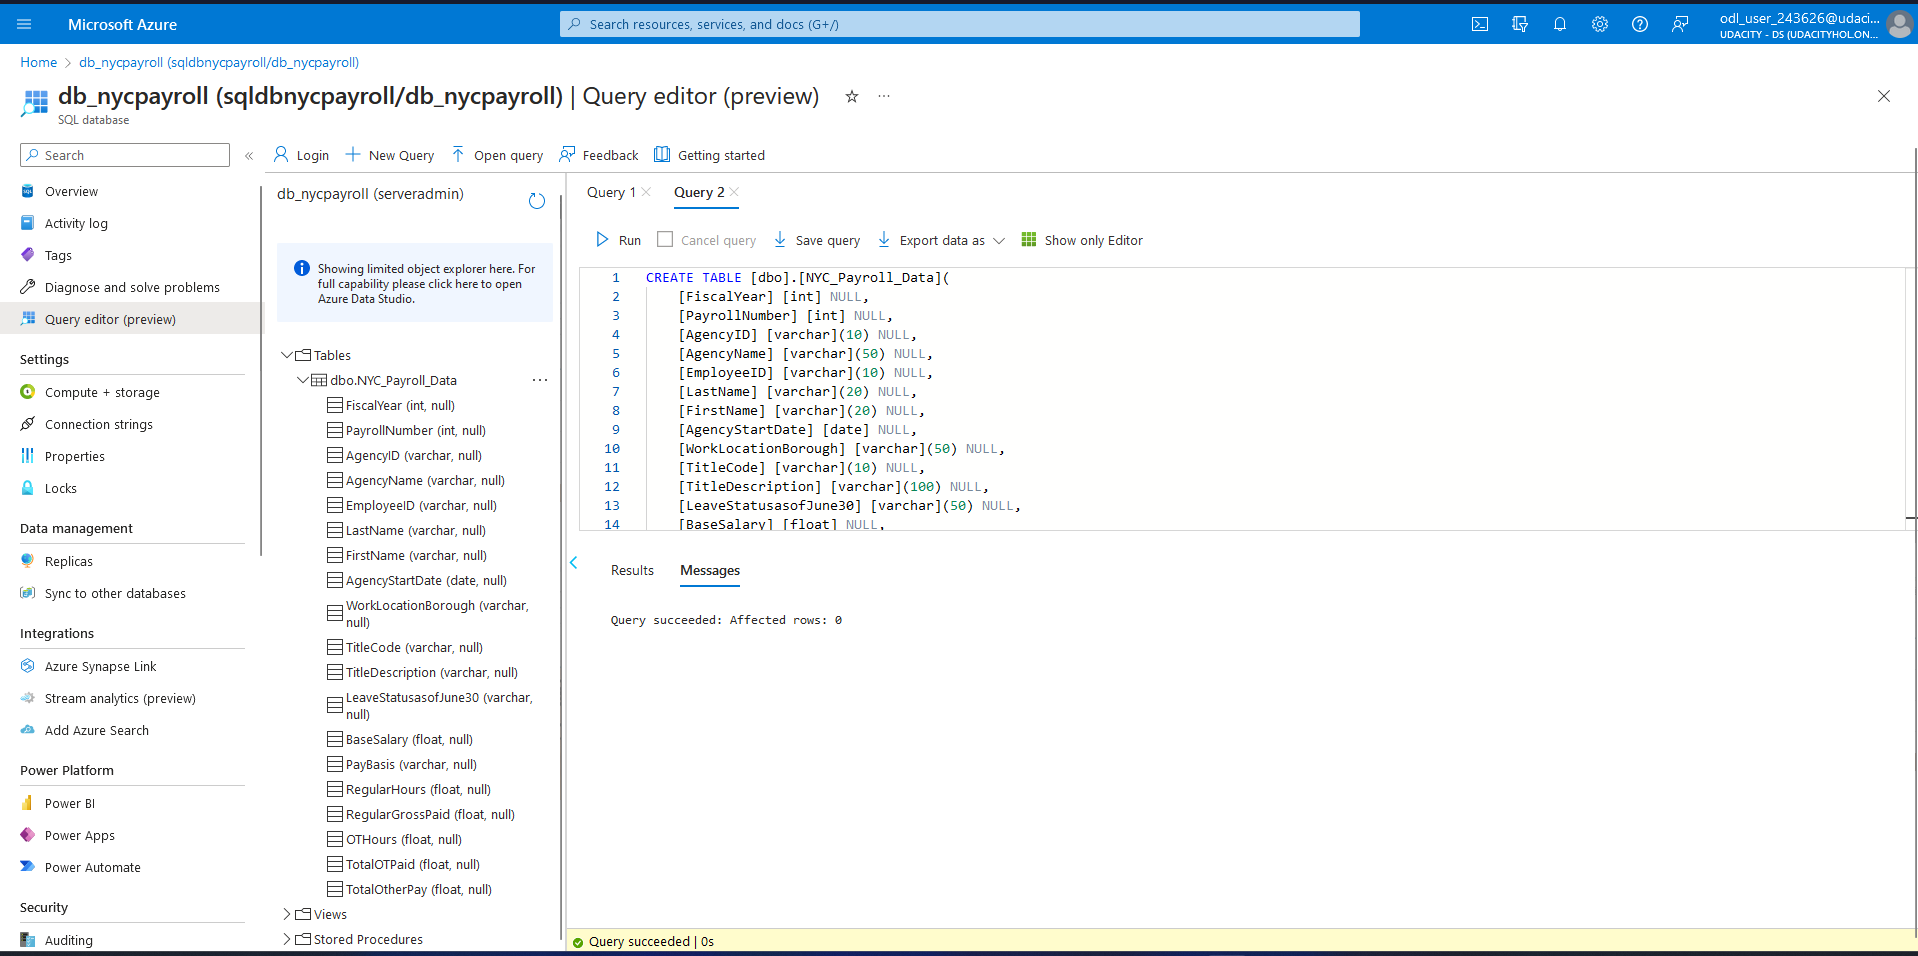 Microsoft Azure
Search resources, services, and docs (G+/)
odl_user_243626@udaci...
UDACITY - DS (UDACITYHOL.ON...
Home
db_nycpayroll (sqldbnycpayroll/db_nycpayroll)
db_nycpayroll (sqldbnycpayroll/db_nycpayroll) | Query editor (preview)
SQL database
Search
Login
New Query
Open query
Feedback
Getting started
Overview
Activity log
Tags
Diagnose and solve problems
Query editor (preview)
Settings
Compute + storage
Connection strings
Properties
Locks
Data management
Replicas
Sync to other databases
Integrations
Azure Synapse Link
Stream analytics (preview)
Add Azure Search
Power Platform
Power BI
Power Apps
Power Automate
Security
Auditing
db_nycpayroll (serveradmin)
Showing limited object explorer here. For
full capability please click here to open
Azure Data Studio.
Tables
dbo.NYC_Payroll_Data
FiscalYear (int, null)
PayrollNumber (int, null)
AgencyID (varchar, null)
AgencyName (varchar, null)
EmployeeID (varchar, null)
LastName (varchar, null)
FirstName (varchar, null)
AgencyStartDate (date, null)
WorkLocationBorough (varchar,
null)
TitleCode (varchar, null)
TitleDescription (varchar, null)
LeaveStatusasofJune30 (varchar,
null)
BaseSalary (float, null)
PayBasis (varchar, null)
RegularHours (float, null)
RegularGrossPaid (float, null)
OTHours (float, null)
TotalOTPaid (float, null)
TotalOtherPay (float, null)
Views
Stored Procedures
Query 1
Query 2
Run
Cancel query
Save query
Export data as
Show only Editor
1 CREATE TABLE [dbo].[NYC_Payroll_Data](
2 [FiscalYear] [int] NULL,
3 [PayrollNumber] [int] NULL,
4 [AgencyID] [varchar](10) NULL,
5 [AgencyName] [varchar](50) NULL,
6 [EmployeeID] [varchar](10) NULL,
7 [LastName] [varchar](20) NULL,
8 [FirstName] [varchar](20) NULL,
9 [AgencyStartDate] [date] NULL,
10 [WorkLocationBorough] [varchar](50) NULL,
11 [TitleCode] [varchar](10) NULL,
12 [TitleDescription] [varchar](100) NULL,
13 [LeaveStatusasofJune30] [varchar](50) NULL,
14 [BaseSalary] [float] NULL,
Results
Messages
Query succeeded: Affected rows: 0
Query succeeded | 0s